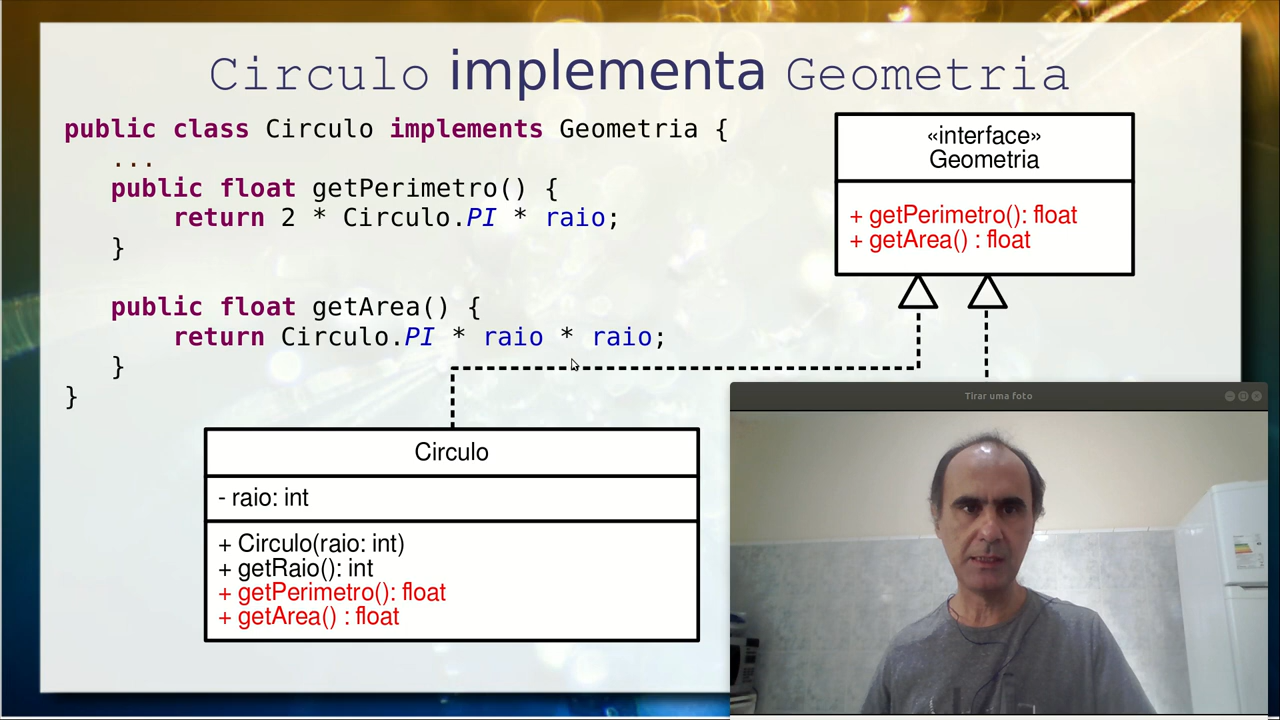 Circulo implementa Geometria
public class Circulo implements Geometria {
...
public float getPerimetro() {
return 2 * Circulo.PI * raio;
}
public float getArea() {
return Circulo.PI * raio * raio;
}
}
«interface»
Geometria
+ getPerimetro(): float
+ getArea() : float
Circulo
- raio: int
+ Circulo(raio: int)
+ getRaio(): int
+ getPerimetro(): float
+ getArea() : float
Tirar uma foto